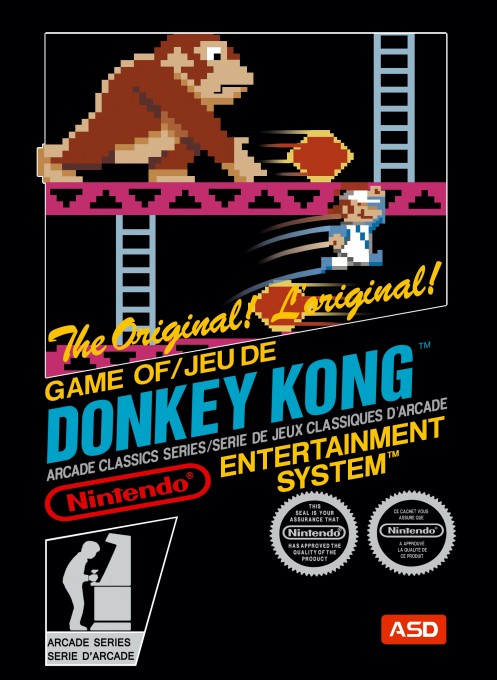 The Original! L'original!
GAME OF/JEU DE
DONKEY KONG™
ARCADE CLASSICS SERIES/SERIE DE JEUX CLASSIQUES D'ARCADE
Nintendo®
ENTERTAINMENT
SYSTEM™
THIS
SEAL IS YOUR
ASSURANCE THAT
Nintendo
HAS APPROVED THE
QUALITY OF THE
PRODUCT
CE CACHET VOUS
ASSURE QUE
Nintendo
A APPROUVÉ
LA QUALITÉ DE
CE PRODUIT
ARCADE SERIES
SERIE D'ARCADE
ASD